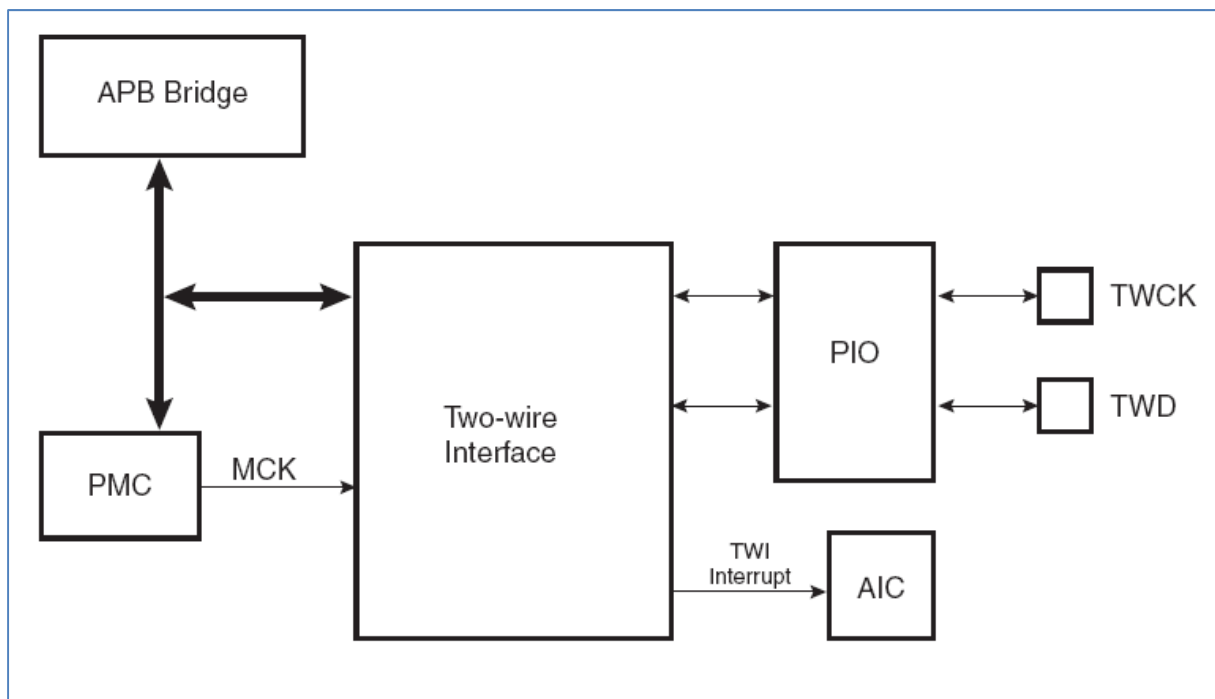 APB Bridge
PMC
MCK
Two-wire
Interface
PIO
TWCK
TWD
TWI
Interrupt
AIC